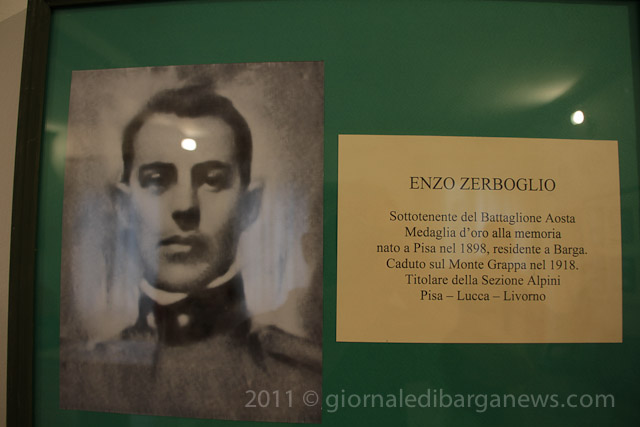 ENZO ZERBOGLIO
Sottotenente del Battaglione Aosta
Medaglia d'oro alla memoria
nato a Pisa nel 1898, residente a Barga.
Caduto sul Monte Grappa nel 1918.
Titolare della Sezione Alpini
Pisa – Lucca – Livorno
2011 © giornaledibarganews.com